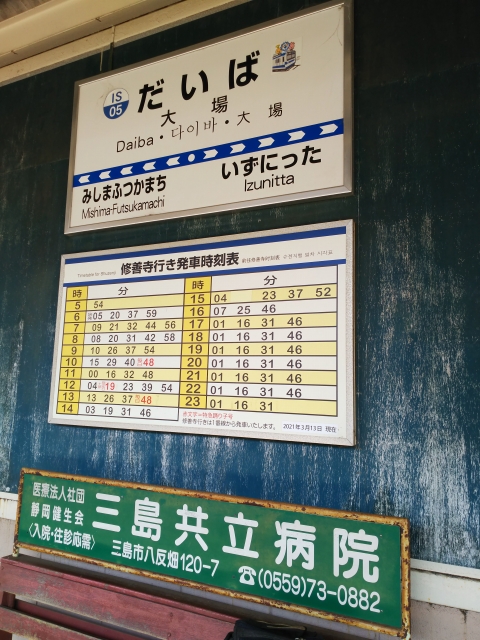 IS
05
だいば
大場
Daiba・다이바・大場
みしまふつかまち
Mishima-Futsukamachi
いずにった
Izunitta
修善寺行き発車時刻表
時 分 時 分
5 54
6 05 20 37 59
7 09 21 32 44 56
8 08 20 31 42 58
9 10 26 37 54
10 15 29 40 48
11 00 16 32 48
12 04 19 23 39 54
13 13 26 37 48
14 03 19 31 46
15 04 23 37 52
16 07 25 46
17 01 16 31 46
18 01 16 31 46
19 01 16 31 46
20 01 16 31 46
21 01 16 31 46
22 01 16 31 46
23 01 16 31
赤文字=特急踊り子号
修善寺行きは1番線から発車いたします。 2021年3月13日 現在
医療法人社団
静岡健生会
〈入院・往診応需〉
三島共立病院
三島市八反畑120-7 ☎(0559)73-0882